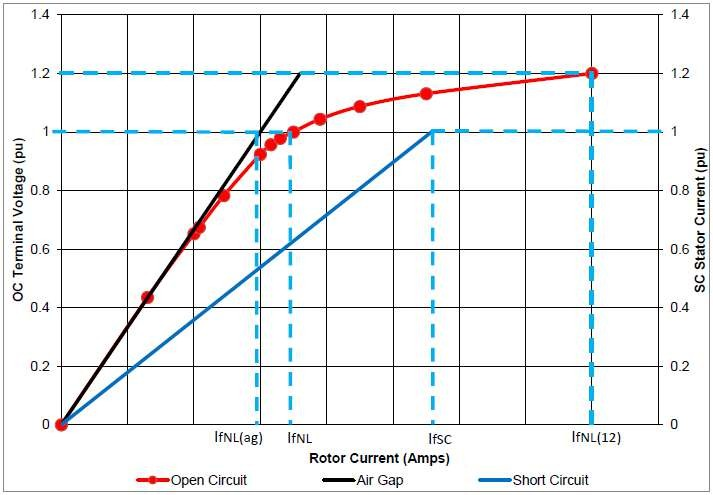 1.4
1.4
1.2
1.2
1
1
0.8
0.8
0.6
0.6
0.4
0.4
0.2
0.2
0
0
OC Terminal Voltage (pu)
SC Stator Current (pu)
IfNL(ag)
IfNL
IfSC
IfNL(12)
Rotor Current (Amps)
Open Circuit
Air Gap
Short Circuit